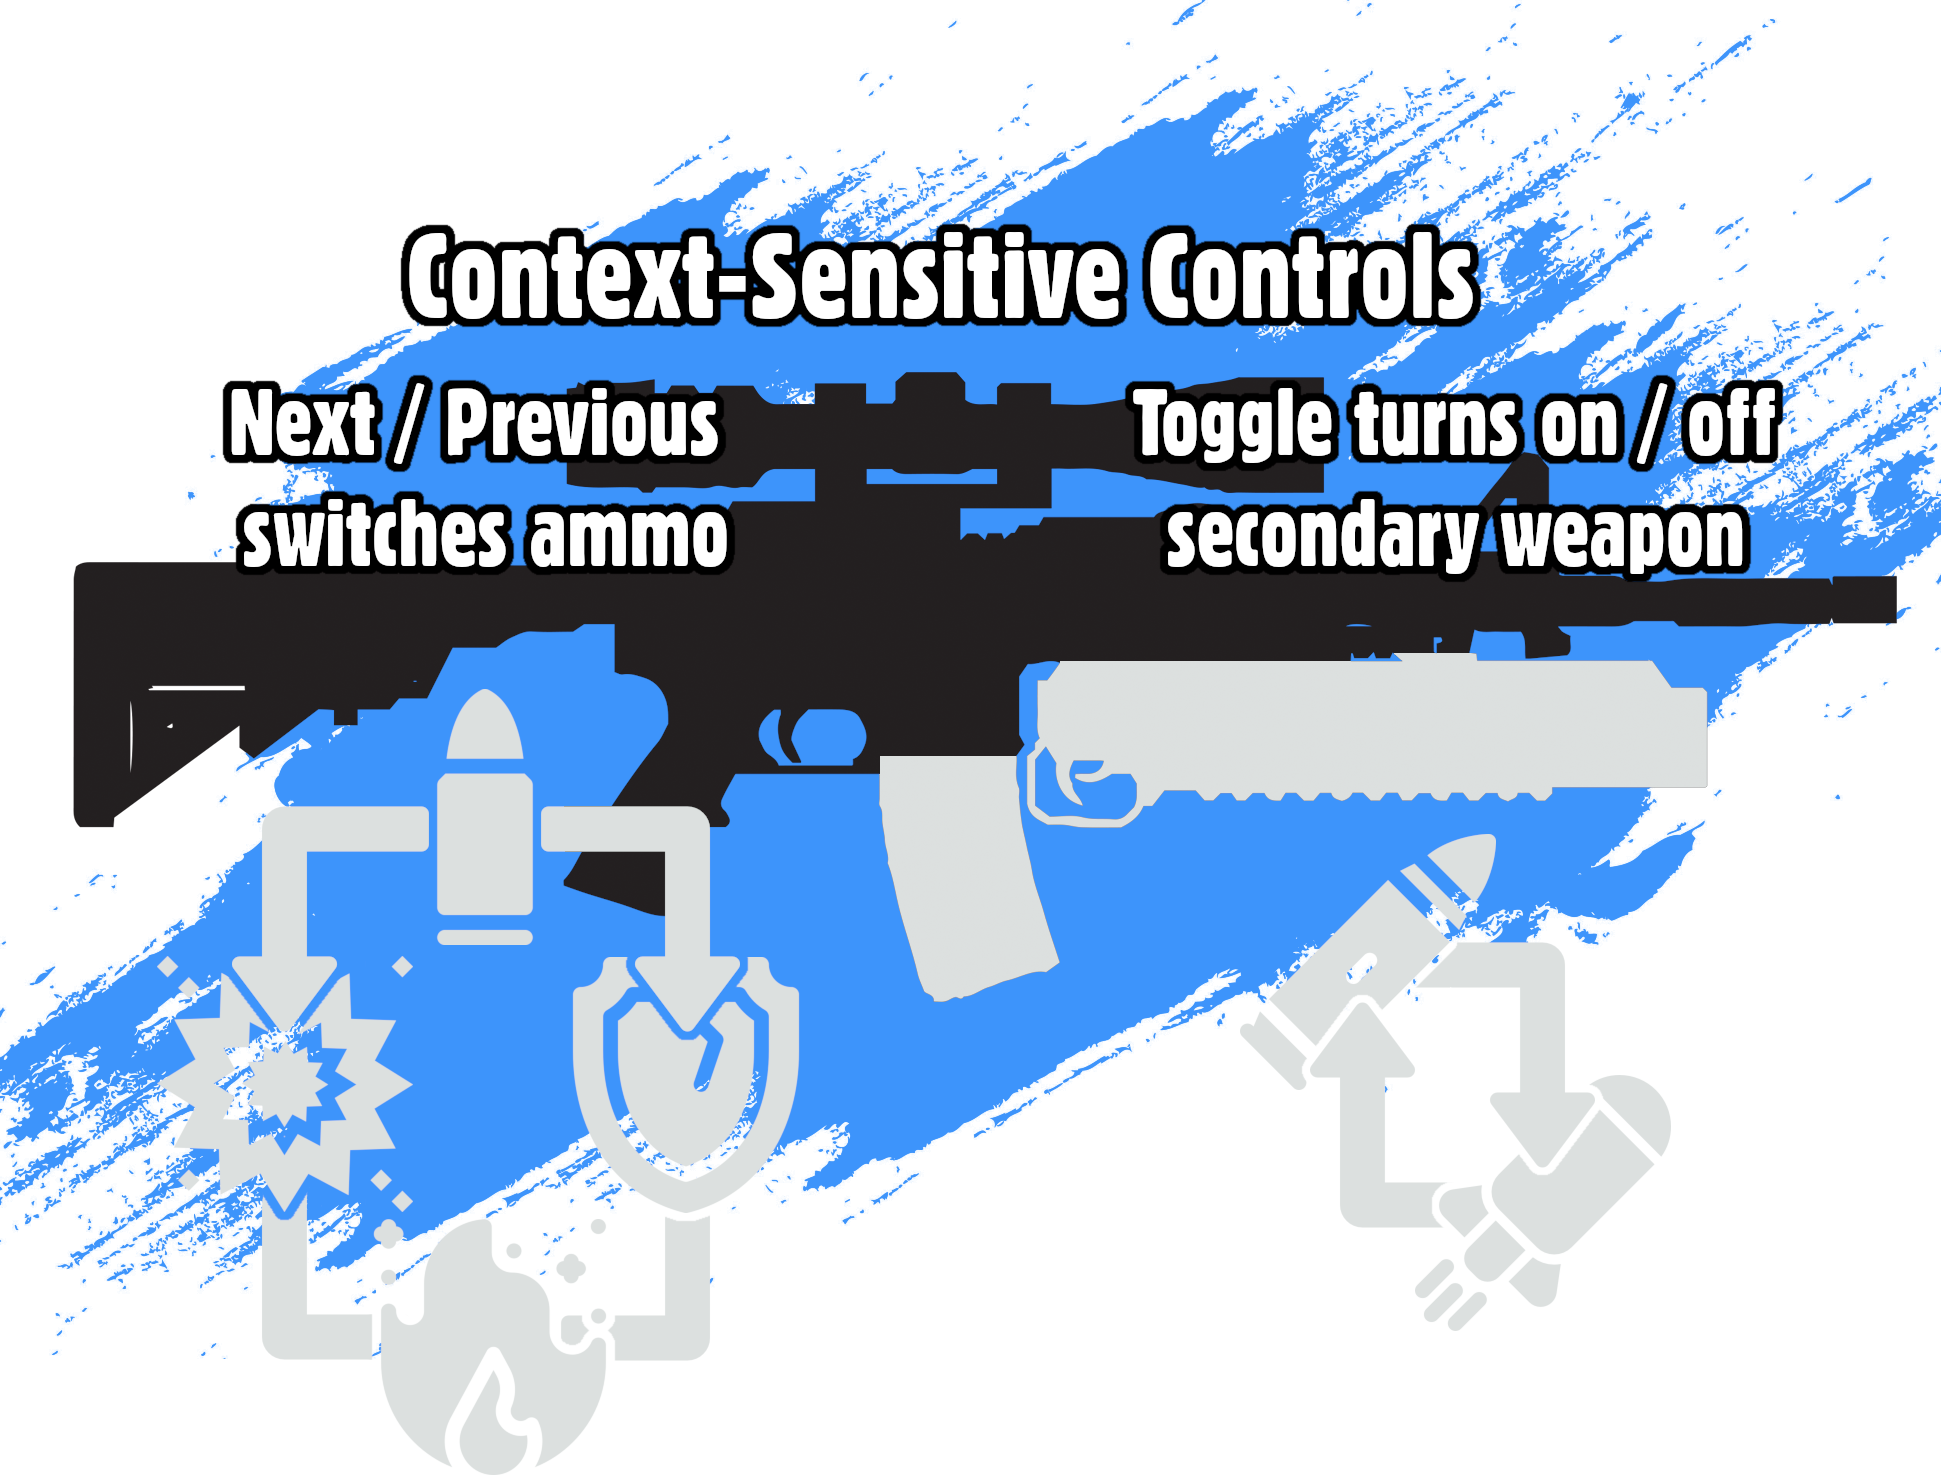 Context-Sensitive Controls
Next / Previous
switches ammo
Toggle turns on / off
secondary weapon